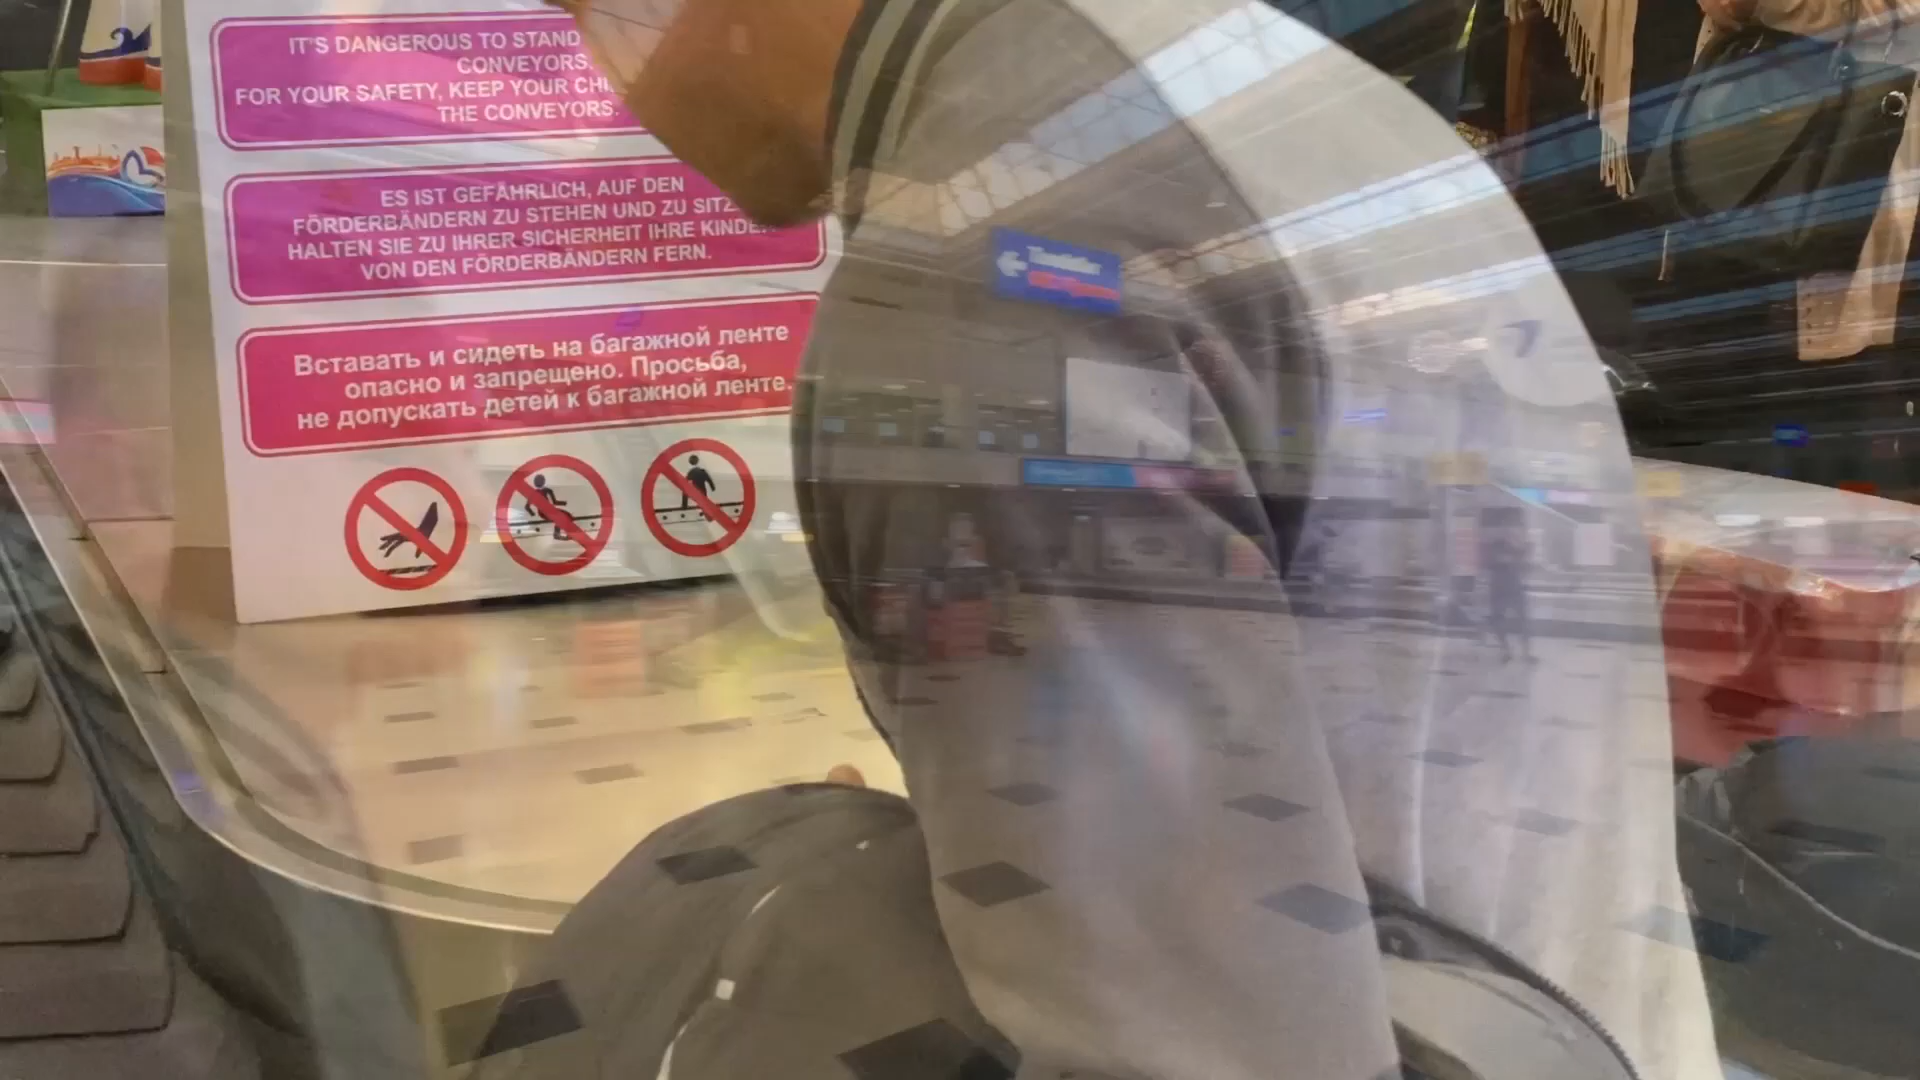 IT'S DANGEROUS TO STAND
CONVEYORS.
FOR YOUR SAFETY, KEEP YOUR
THE CONVEYORS.
ES IST GEFÄHRLICH, AUF DEN
FÖRDERBÄNDERN ZU STEHEN UND ZU
HALTEN SIE ZU IHRER SICHERHEIT IHRE
VON DEN FÖRDERBÄNDERN FERN.
Вставать и сидеть на багажной ленте
опасно и запрещено. Просьба,
не допускать детей к багажной ленте.